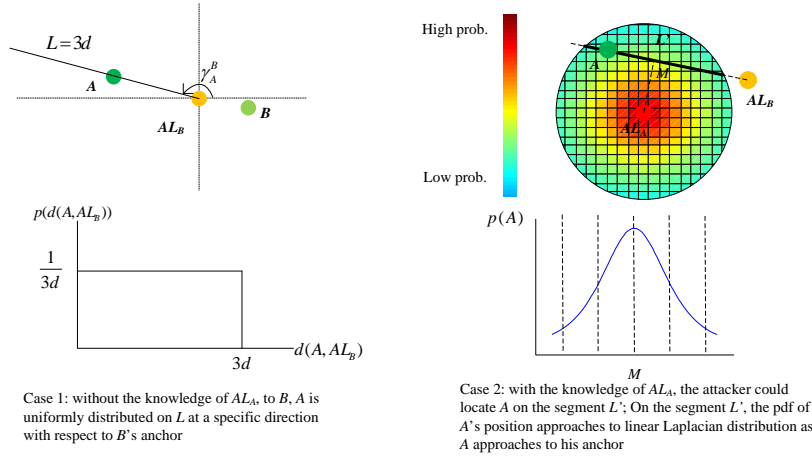 L=3d
γ_A^B
A
AL_B
B
p(d(A, AL_B))
1
3d
3d
d(A, AL_B)
Case 1: without the knowledge of AL_A, to B, A is
uniformly distributed on L at a specific direction
with respect to B's anchor
High prob.
Low prob.
L'
A
M
AL_B
AL_A
p(A)
M
Case 2: with the knowledge of AL_A, the attacker could
locate A on the segment L'; On the segment L', the pdf of
A's position approaches to linear Laplacian distribution as
A approaches to his anchor